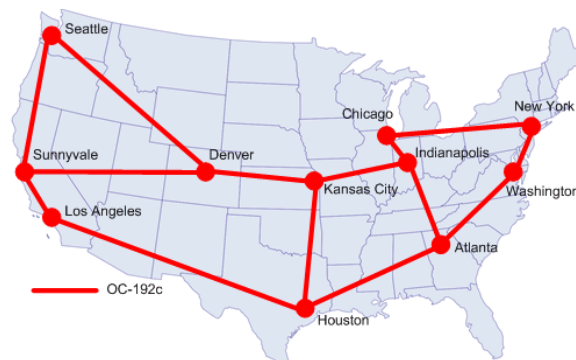 Seattle
New York
Chicago
Sunnyvale
Denver
Indianapolis
Kansas City
Washington
Los Angeles
Atlanta
OC-192c
Houston